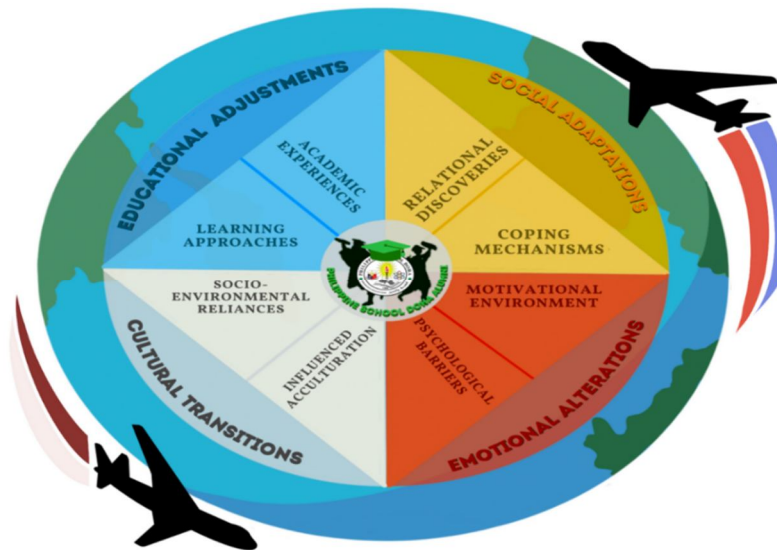 EDUCATIONAL ADJUSTMENTS
SOCIAL ADAPTATIONS
ACADEMIC
EXPERIENCES
RELATIONAL
DISCOVERIES
LEARNING
APPROACHES
COPING
MECHANISMS
SOCIO-
ENVIRONMENTAL
RELIANCES
MOTIVATIONAL
ENVIRONMENT
INFLUENCED
ACCULTURATION
PSYCHOLOGICAL
BARRIERS
CULTURAL TRANSITIONS
EMOTIONAL ALTERATIONS
PHILIPPINE SCHOOL DOHA